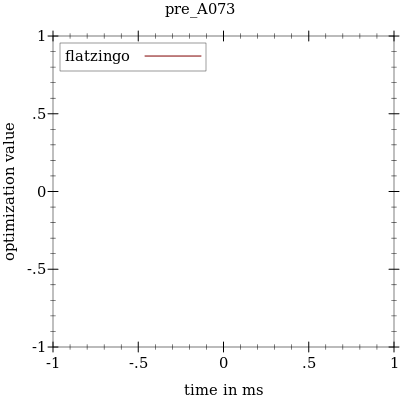 pre_A073
flatzingo
optimization value
1
.5
0
-.5
-1
-1
-.5
0
.5
1
time in ms